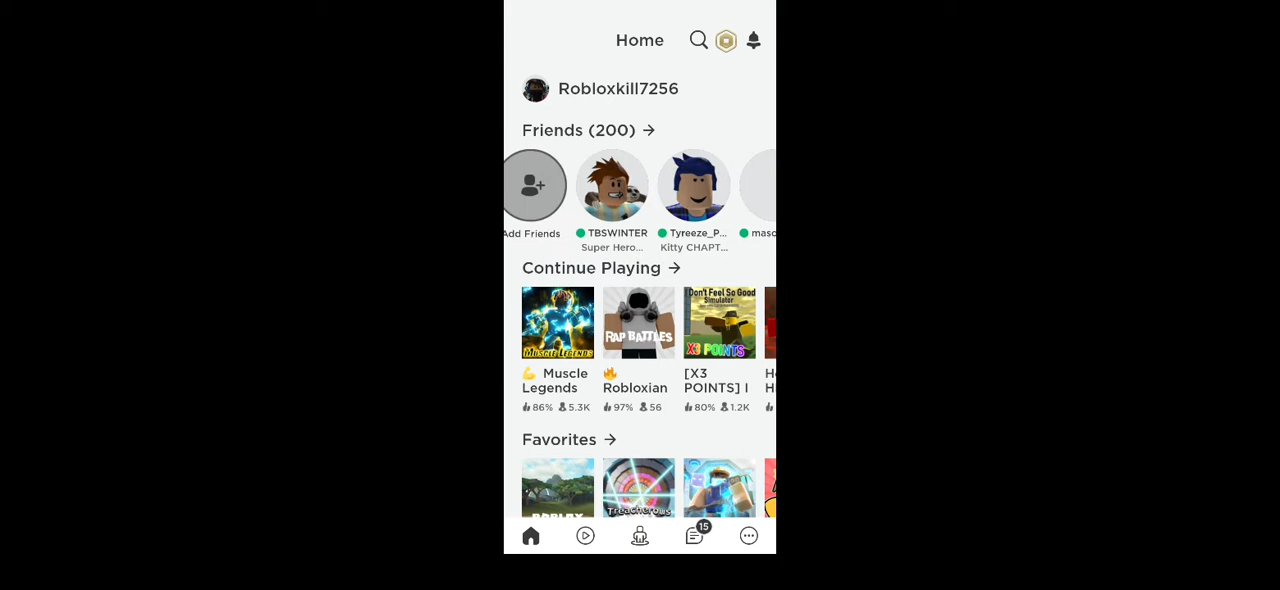 Home
Robloxkill7256
Friends (200)
Add Friends
TBSWINTER
Super Hero...
Tyreeze_P...
Kitty CHAPT...
masc
Continue Playing
MUSCLE LEGENDS
RAP BATTLES
Don't Feel So Good
Simulator
X3 POINTS
💪 Muscle
Legends
86% 5.3K
🔥
Robloxian
97% 56
[X3
POINTS] I
80% 1.2K
Favorites
ROBLOX
Treacherous
15